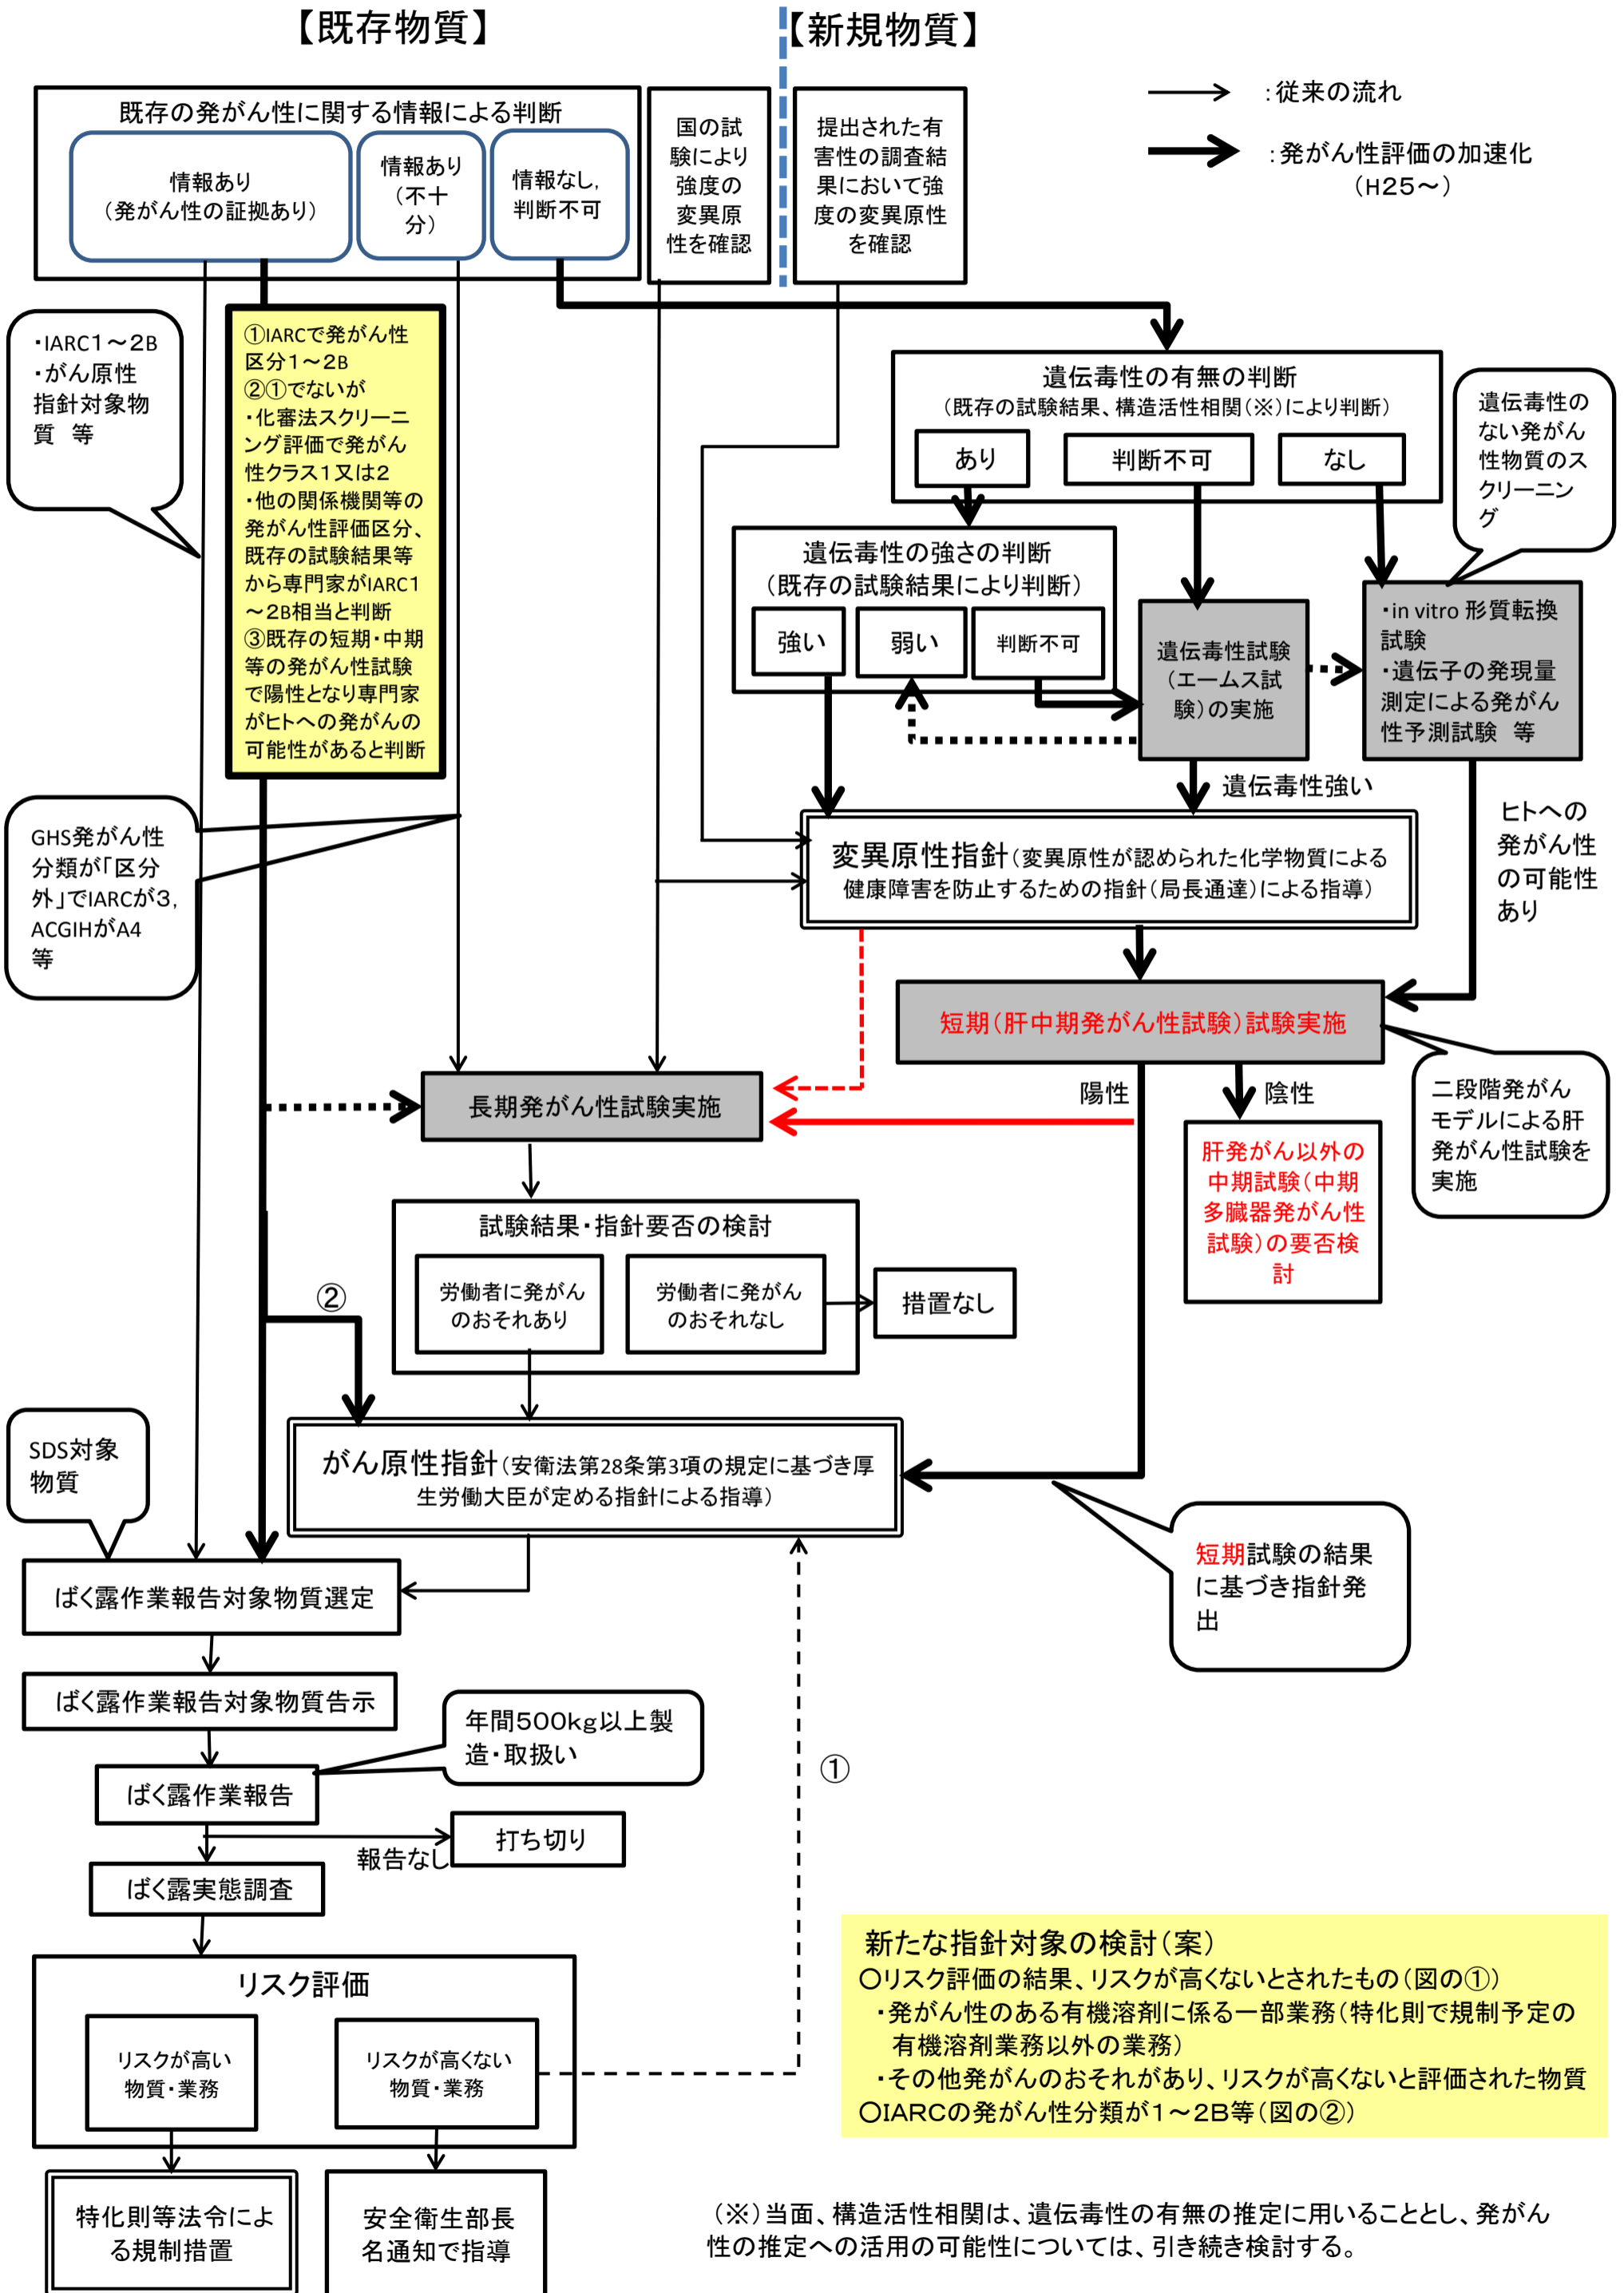 【既存物質】
【新規物質】
：従来の流れ
：発がん性評価の加速化
（H25～）
既存の発がん性に関する情報による判断
情報あり
（発がん性の証拠あり）
情報あり
（不十
分）
情報なし，
判断不可
国の試
験により
強度の
変異原
性を確認
提出された有
害性の調査結
果において強
度の変異原性
を確認
・IARC1～2B
・がん原性
指針対象物
質　等
①IARCで発がん性
区分1～2B
②①でないが
・化審法スクリーニ
ング評価で発がん
性クラス1又は2
・他の関係機関等の
発がん性評価区分、
既存の試験結果等
から専門家がIARC1
～2B相当と判断
③既存の短期・中期
等の発がん性試験
で陽性となり専門家
がヒトへの発がんの
可能性があると判断
遺伝毒性の有無の判断
（既存の試験結果、構造活性相関（※）により判断）
あり
判断不可
なし
遺伝毒性の
ない発がん
性物質のス
クリーニン
グ
遺伝毒性の強さの判断
（既存の試験結果により判断）
強い
弱い
判断不可
遺伝毒性試験
（エームス試
験）の実施
・in vitro 形質転換
試験
・遺伝子の発現量
測定による発がん
性予測試験　等
遺伝毒性強い
ヒトへの
発がん性
の可能性
あり
GHS発がん性
分類が「区分
外」でIARCが3，
ACGIHがA4
等
変異原性指針（変異原性が認められた化学物質による
健康障害を防止するための指針（局長通達）による指導）
短期（肝中期発がん性試験）試験実施
陽性
陰性
二段階発がん
モデルによる肝
発がん性試験を
実施
長期発がん性試験実施
肝発がん以外の
中期試験（中期
多臓器発がん性
試験）の要否検
討
試験結果・指針要否の検討
労働者に発がん
のおそれあり
労働者に発がん
のおそれなし
措置なし
②
がん原性指針（安衛法第28条第3項の規定に基づき厚
生労働大臣が定める指針による指導）
SDS対象
物質
短期試験の結果
に基づき指針発
出
ばく露作業報告対象物質選定
ばく露作業報告対象物質告示
年間500kg以上製
造・取扱い
①
ばく露作業報告
報告なし
打ち切り
ばく露実態調査
リスク評価
リスクが高い
物質・業務
リスクが高くない
物質・業務
新たな指針対象の検討（案）
○リスク評価の結果、リスクが高くないとされたもの（図の①）
・発がん性のある有機溶剤に係る一部業務（特化則で規制予定の
有機溶剤業務以外の業務）
・その他発がんのおそれがあり、リスクが高くないと評価された物質
○IARCの発がん性分類が1～2B等（図の②）
特化則等法令によ
る規制措置
安全衛生部長
名通知で指導
（※）当面、構造活性相関は、遺伝毒性の有無の推定に用いることとし、発がん
性の推定への活用の可能性については、引き続き検討する。